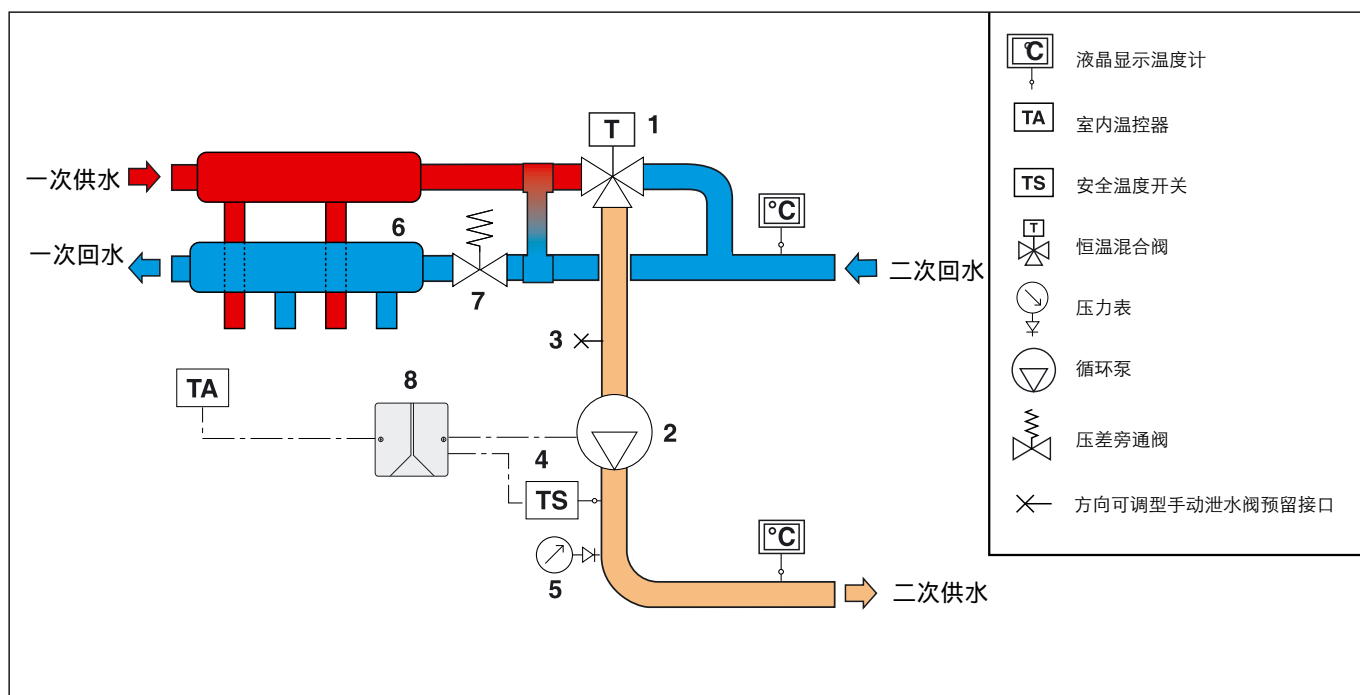 T
1
一次供水
6
°C
一次回水
7
二次回水
3
TA
8
2
4
TS
5
°C
二次供水
°C
液晶显示温度计
TA
室内温控器
TS
安全温度开关
T
恒温混合阀
压力表
循环泵
压差旁通阀
方向可调型手动泄水阀预留接口